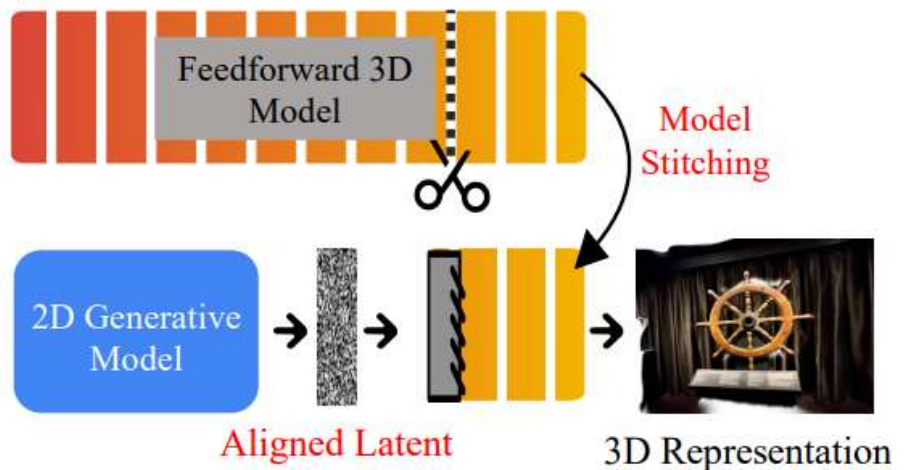 Feedforward 3D
Model
Model
Stitching
2D Generative
Model
Aligned Latent
3D Representation